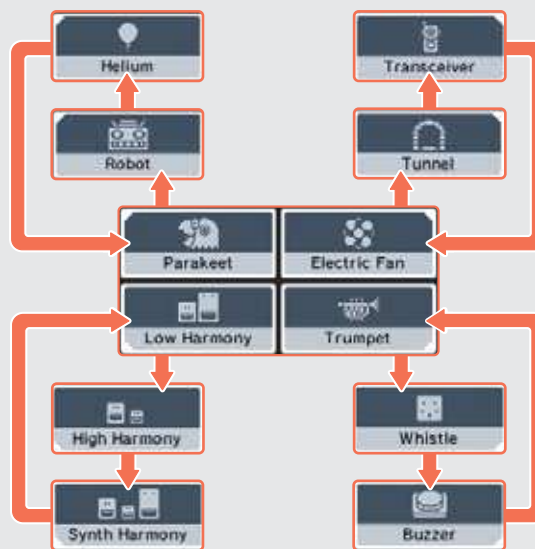 Helium
Transceiver
Robot
Tunnel
Parakeet
Electric Fan
Low Harmony
Trumpet
High Harmony
Whistle
Synth Harmony
Buzzer